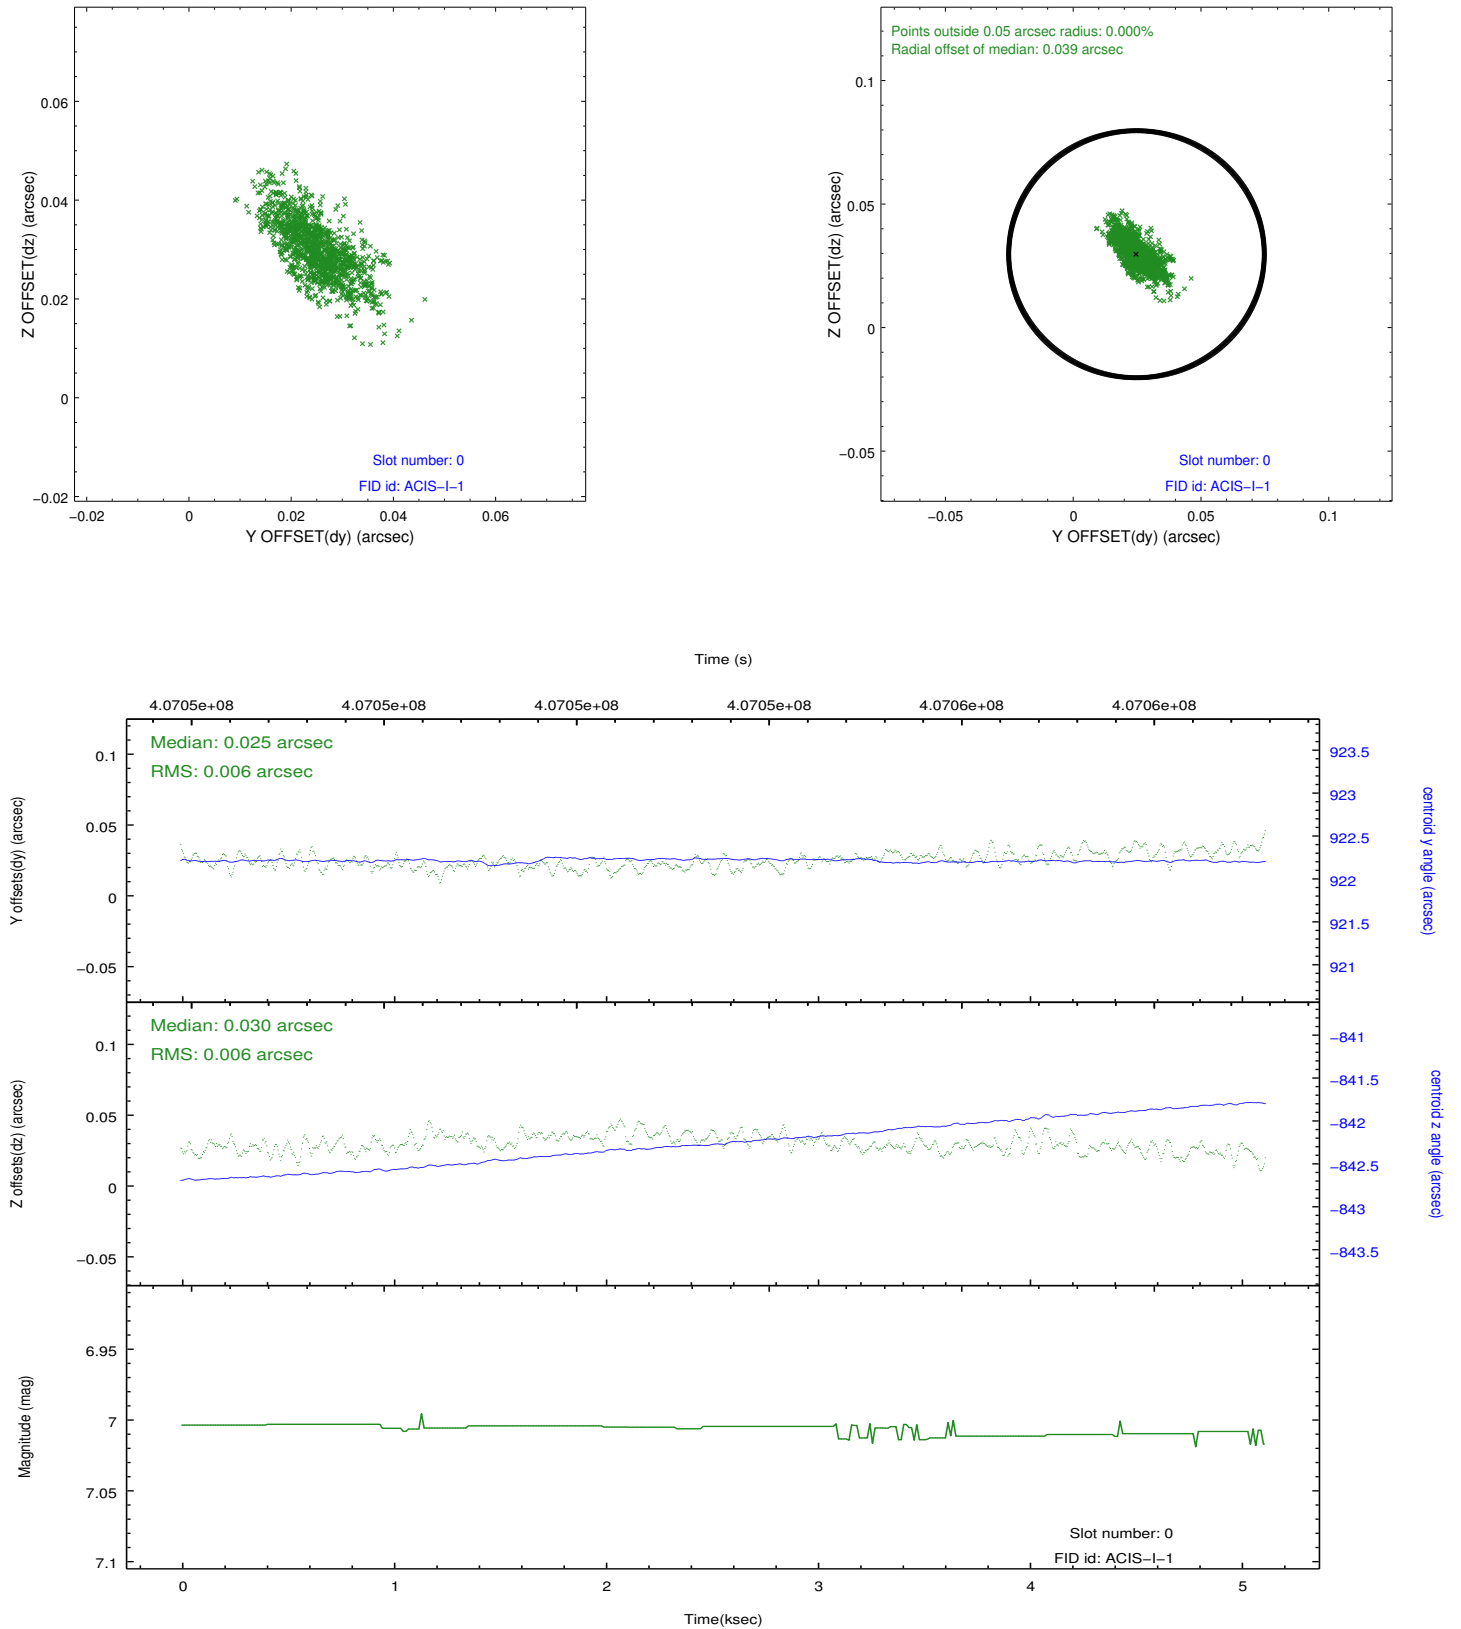 0.06
0.04
0.02
0
−0.02
−0.02
0
0.02
0.04
0.06
Z OFFSET(dz) (arcsec)
Y OFFSET(dy) (arcsec)
Slot number: 0
FID id: ACIS−I−1
Points outside 0.05 arcsec radius: 0.000%
Radial offset of median: 0.039 arcsec
0.1
0.05
0
−0.05
−0.05
0
0.05
0.1
Z OFFSET(dz) (arcsec)
Y OFFSET(dy) (arcsec)
Slot number: 0
FID id: ACIS−I−1
Time (s)
4.0705e+08
4.0705e+08
4.0705e+08
4.0705e+08
4.0706e+08
4.0706e+08
Median: 0.025 arcsec
RMS: 0.006 arcsec
0.1
0.05
0
−0.05
Y offsets(dy) (arcsec)
923.5
923
922.5
922
921.5
921
centroid y angle (arcsec)
Median: 0.030 arcsec
RMS: 0.006 arcsec
0.1
0.05
0
−0.05
Z offsets(dz) (arcsec)
−841
−841.5
−842
−842.5
−843
−843.5
centroid z angle (arcsec)
6.95
7
7.05
7.1
Magnitude (mag)
Slot number: 0
FID id: ACIS−I−1
0
1
2
3
4
5
Time(ksec)